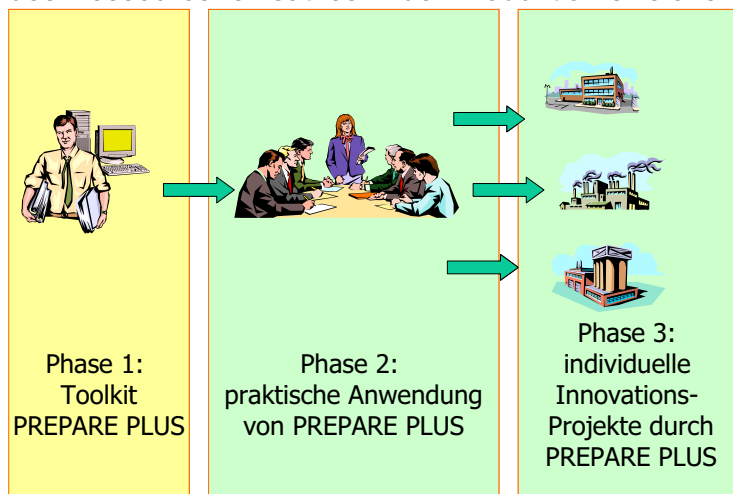 Phase 1:
Toolkit
PREPARE PLUS
Phase 2:
praktische Anwendung
von PREPARE PLUS
Phase 3:
individuelle
Innovations-
Projekte durch
PREPARE PLUS